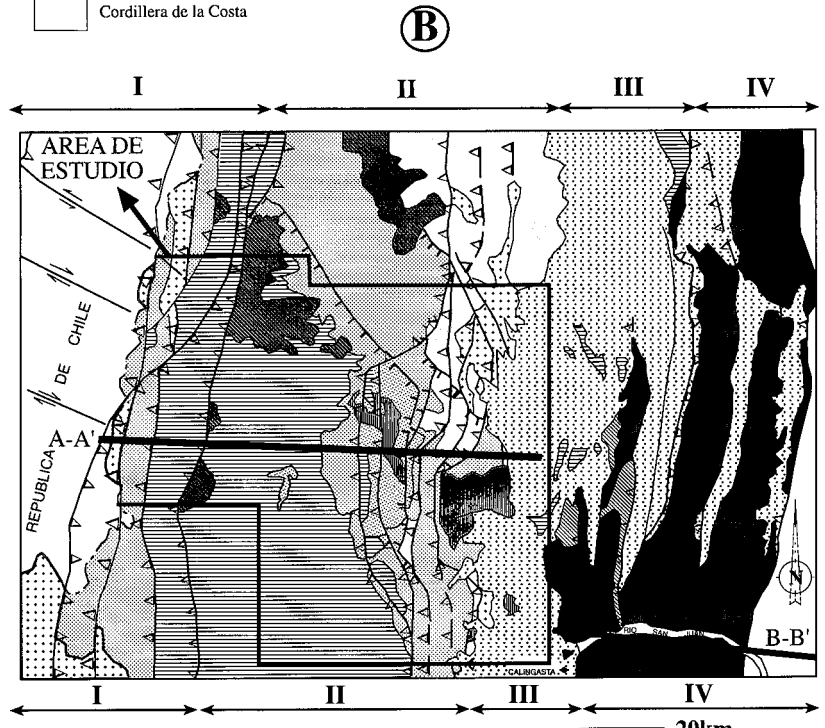 Cordillera de la Costa
B
I II III IV
AREA DE
ESTUDIO
REPUBLICA DE CHILE
A-A'
N
RIO SAN JUAN
B-B'
CALINGASTA
I II III IV
20km